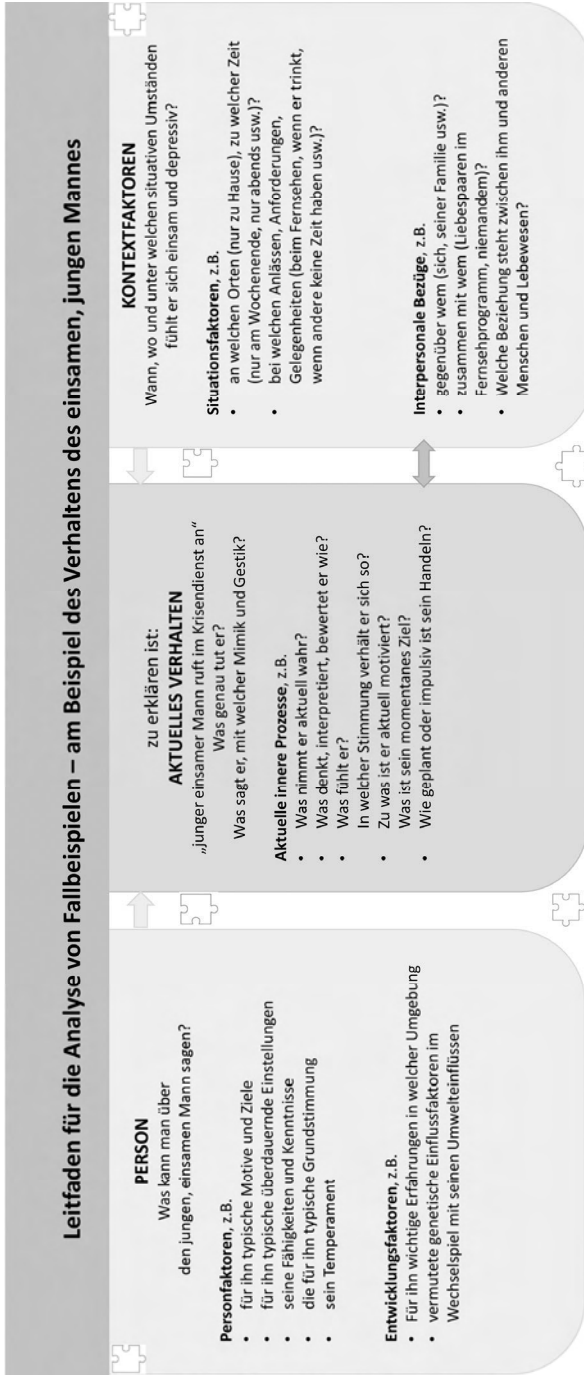 Leitfaden für die Analyse von Fallbeispielen – am Beispiel des Verhaltens des einsamen, jungen Mannes
PERSON
Was kann man über
den jungen, einsamen Mann sagen?
Personfaktoren, z.B.
• für ihn typische Motive und Ziele
• für ihn typische überdauernde Einstellungen
• seine Fähigkeiten und Kenntnisse
• die für ihn typische Grundstimmung
• sein Temperament
Entwicklungsfaktoren, z.B.
• Für ihn wichtige Erfahrungen in welcher Umgebung
• vermutete genetische Einflussfaktoren im
Wechselspiel mit seinen Umwelteinflüssen
zu erklären ist:
AKTUELLES VERHALTEN
„junger einsamer Mann ruft im Krisendienst an“
Was genau tut er?
Was sagt er, mit welcher Mimik und Gestik?
Aktuelle innere Prozesse, z.B.
• Was nimmt er aktuell wahr?
• Was denkt, interpretiert, bewertet er wie?
• Was fühlt er?
In welcher Stimmung verhält er sich so?
• Zu was ist er aktuell motiviert?
Was ist sein momentanes Ziel?
• Wie geplant oder impulsiv ist sein Handeln?
KONTEXTFAKTOREN
Wann, wo und unter welchen situativen Umständen
fühlt er sich einsam und depressiv?
Situationsfaktoren, z.B.
• an welchen Orten (nur zu Hause), zu welcher Zeit
(nur am Wochenende, nur abends usw.)?
• bei welchen Anlässen, Anforderungen,
Gelegenheiten (beim Fernsehen, wenn er trinkt,
wenn andere keine Zeit haben usw.)?
Interpersonale Bezüge, z.B.
• gegenüber wem (sich, seiner Familie usw.)?
• zusammen mit wem (Liebespaaren im
Fernsehprogramm, niemandem)?
• Welche Beziehung steht zwischen ihm und anderen
Menschen und Lebewesen?